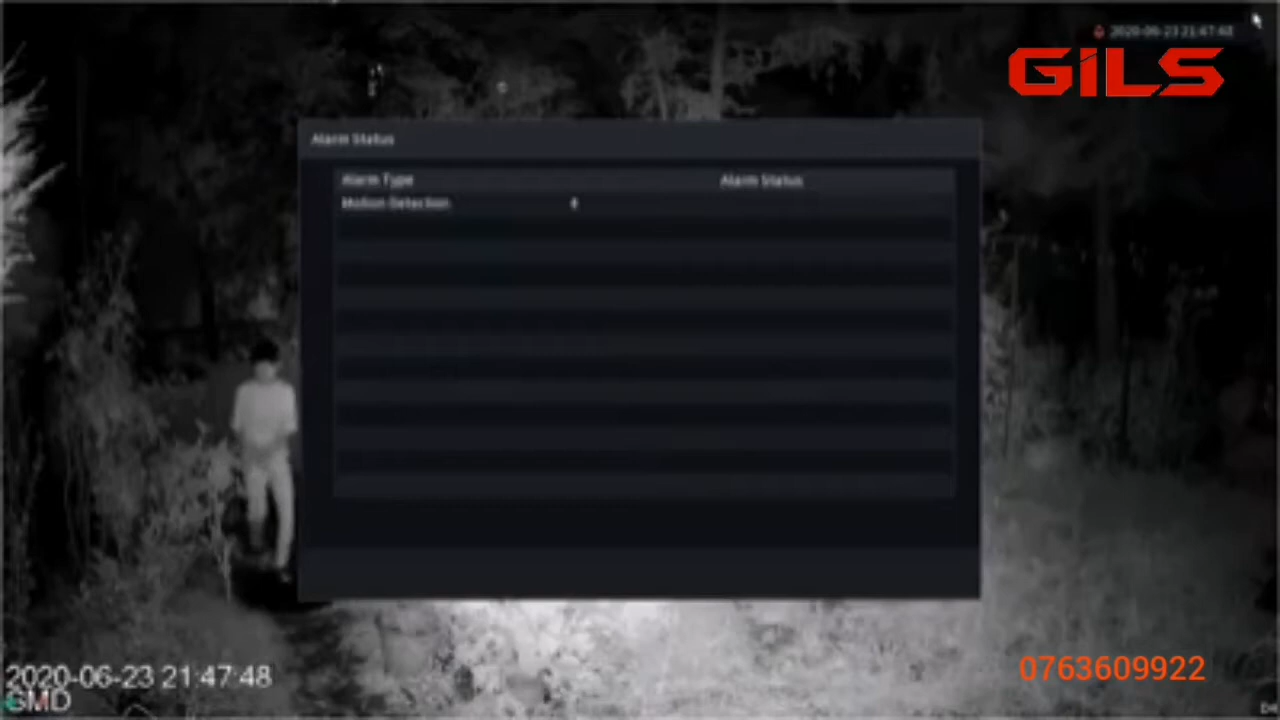 2020-06-23 21:47:48
GILS
Alarm Status
Alarm Type Alarm Status
Motion Detection
0763609922
2020-06-23 21:47:48
SMD